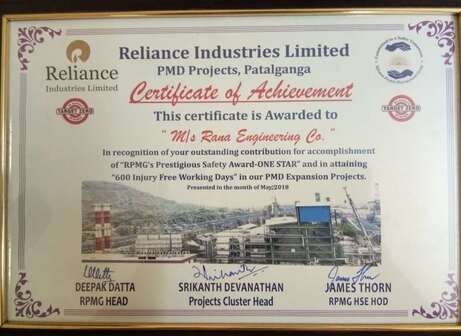 Reliance Industries Limited
PMD Projects, Patalganga
Reliance
Industries Limited
Certificate of Achievement
TARGET ZERO
TARGET ZERO
This certificate is Awarded to
" M/s Rana Engineering Co. "
In recognition of your outstanding contribution for accomplishment
of "RPMG's Prestigious Safety Award-ONE STAR" and in attaining
"600 Injury Free Working Days" in our PMD Expansion Projects.
Presented in the month of May/2018
DEEPAK DATTA
RPMG HEAD
SRIKANTH DEVANATHAN
Projects Cluster Head
JAMES THORN
RPMG HSE HOD